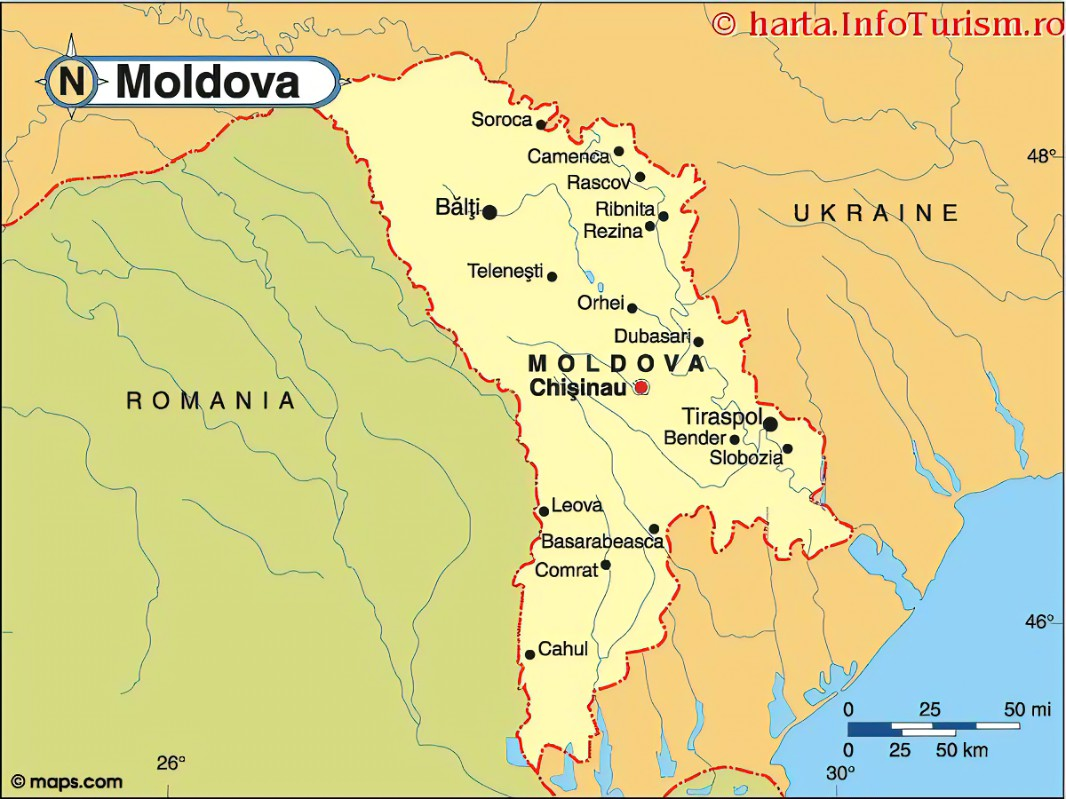 © harta.InfoTurism.ro
N Moldova
Soroca
Camenca
48°
Rascov
Bălţi
Ribnita
UKRAINE
Rezina
Teleneşti
Orhei
Dubasari
MOLDOVA
Chişinau
ROMANIA
Tiraspol
Bender
Slobozia
Leova
Basarabeasca
Comrat
46°
Cahul
0 25 50 mi
0 25 50 km
26°
30°
© maps.com